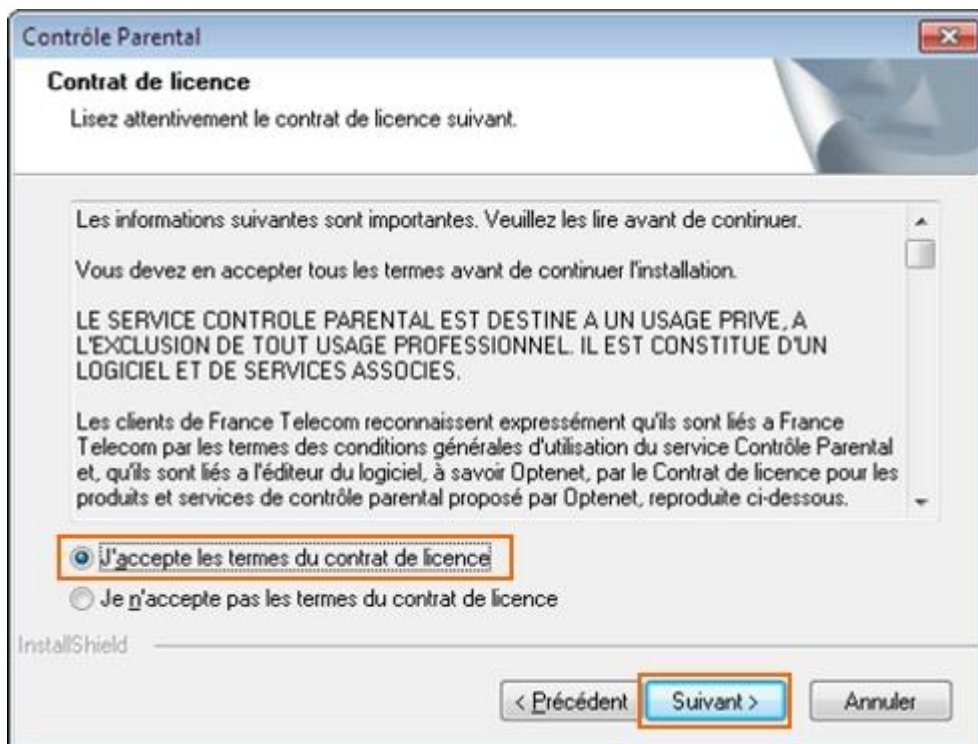 Contrôle Parental
Contrat de licence
Lisez attentivement le contrat de licence suivant.
Les informations suivantes sont importantes. Veuillez les lire avant de continuer.
Vous devez en accepter tous les termes avant de continuer l'installation.
LE SERVICE CONTROLE PARENTAL EST DESTINE A UN USAGE PRIVE, A
L'EXCLUSION DE TOUT USAGE PROFESSIONNEL. IL EST CONSTITUE D'UN
LOGICIEL ET DE SERVICES ASSOCIES.
Les clients de France Telecom reconnaissent expressément qu'ils sont liés a France
Telecom par les termes des conditions générales d'utilisation du service Contrôle Parental
et, qu'ils sont liés a l'éditeur du logiciel, à savoir Optenet, par le Contrat de licence pour les
produits et services de contrôle parental proposé par Optenet, reproduite ci-dessous.
J'accepte les termes du contrat de licence
Je n'accepte pas les termes du contrat de licence
InstallShield
< Précédent
Suivant >
Annuler